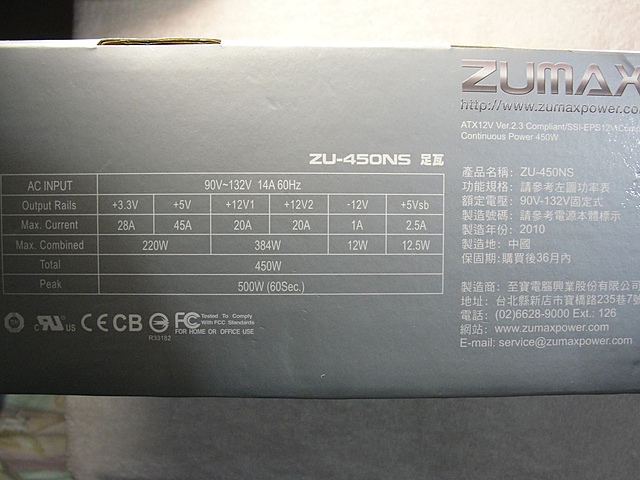 ZUMAX
http://www.zumaxpower.co
ATX12V Ver.2.3 Compliant/SSI-EPS12V
Continuous Power 450W
ZU-450NS 足瓦
AC INPUT 90V~132V 14A 60Hz
Output Rails +3.3V +5V +12V1 +12V2 -12V +5Vsb
Max. Current 28A 45A 20A 20A 1A 2.5A
Max. Combined 220W 384W 12W 12.5W
Total 450W
Peak 500W (60Sec.)
c UL us CE CB FC Tested To Comply
With FCC Standards
FOR HOME OR OFFICE USE
R33182
產品名稱: ZU-450NS
功能規格: 請參考左圖功率表
額定電壓: 90V-132V固定式
製造號碼: 請參考電源本體標示
製造年份: 2010
製造地: 中國
保固期: 購買後36月內
製造商: 至寶電腦興業股份有限公司
地址: 台北縣新店市寶橋路235巷7號
電話: (02)6628-9000 Ext.: 126
網站: www.zumaxpower.com
E-mail: service@zumaxpower.com